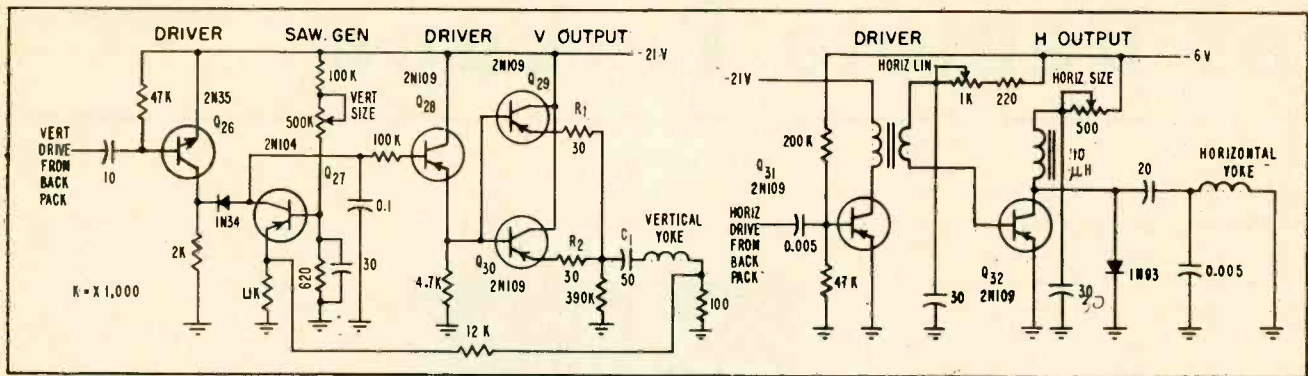 DRIVER
SAW. GEN
DRIVER
V OUTPUT
-21V
47K
2N35
Q26
VERT
DRIVE
FROM
BACK
PACK
10
2K
1N34
2N104
Q27
100K
VERT
SIZE
500K
620
30
0.1
100K
2N109
Q28
4.7K
2N109
Q29
R1
30
Q30
2N109
R2
30
390K
C1
50
VERTICAL
YOKE
100
12 K
K = X 1,000
DRIVER
H OUTPUT
-21V
-6V
HORIZ LIN
1K
220
HORIZ SIZE
500
200K
Q31
2N109
HORIZ
DRIVE
FROM
BACK
PACK
0.005
47K
30
Q32
2N109
μH
30
1N93
20
HORIZONTAL
YOKE
0.005